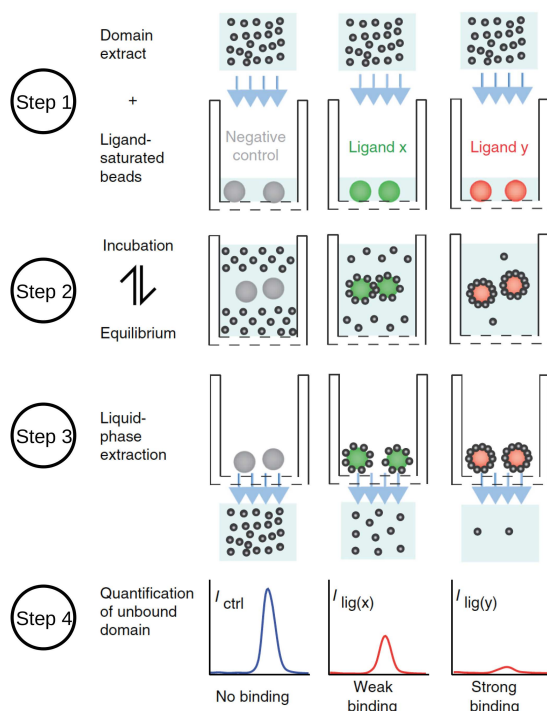 Step 1
Domain
extract
+
Ligand-
saturated
beads
Negative
control
Ligand x
Ligand y
Step 2
Incubation
Equilibrium
Step 3
Liquid-
phase
extraction
Step 4
Quantification
of unbound
domain
I ctrl
I lig(x)
I lig(y)
No binding
Weak
binding
Strong
binding